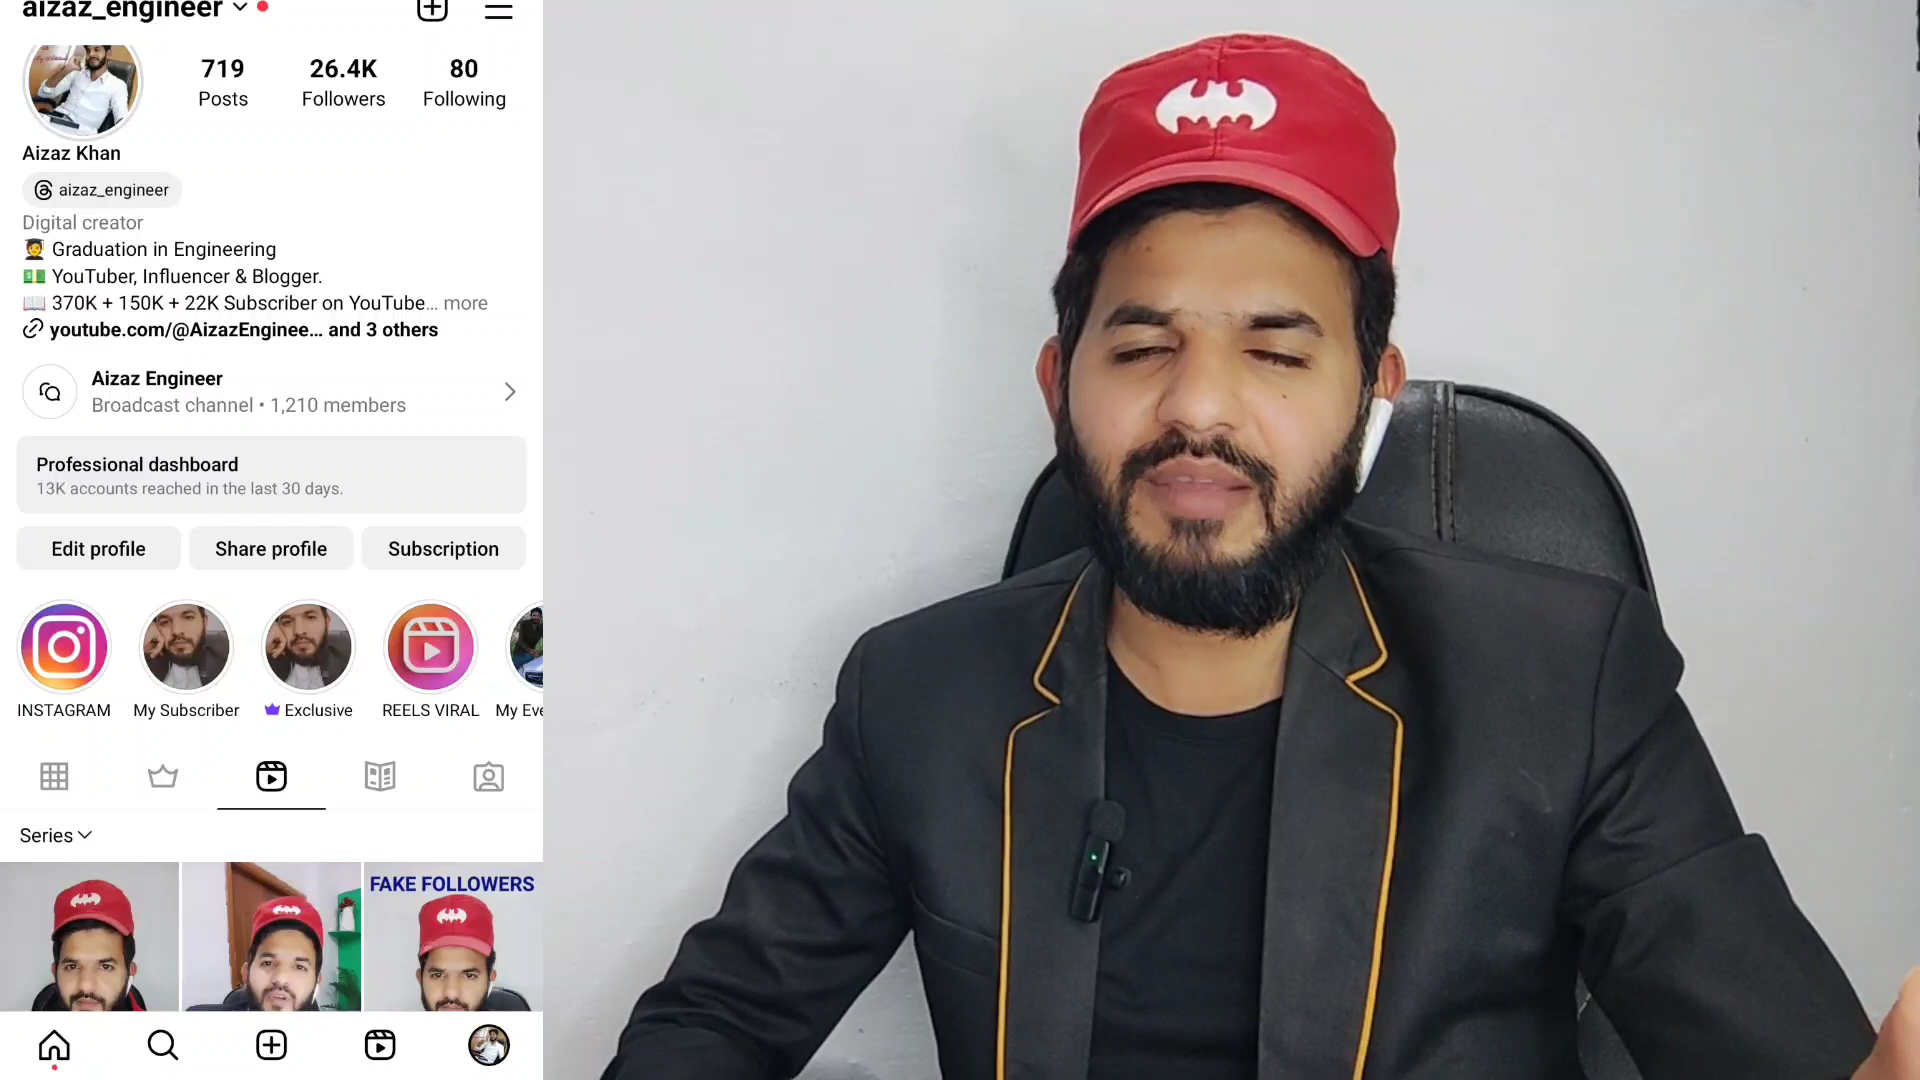 aizaz_engineer
719 26.4K 80
Posts Followers Following
Aizaz Khan
aizaz_engineer
Digital creator
Graduation in Engineering
YouTuber, Influencer & Blogger.
370K + 150K + 22K Subscriber on YouTube... more
youtube.com/@AizazEnginee... and 3 others
Aizaz Engineer
Broadcast channel • 1,210 members
Professional dashboard
13K accounts reached in the last 30 days.
Edit profile Share profile Subscription
INSTAGRAM My Subscriber Exclusive REELS VIRAL My Eve
Series
FAKE FOLLOWERS